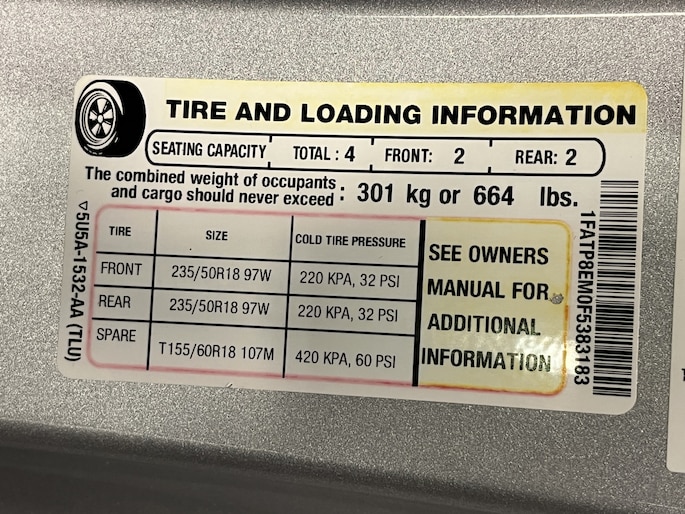 TIRE AND LOADING INFORMATION
SEATING CAPACITY TOTAL : 4 FRONT: 2 REAR: 2
The combined weight of occupants
and cargo should never exceed : 301 kg or 664 lbs.
TIRE SIZE COLD TIRE PRESSURE
FRONT 235/50R18 97W 220 KPA, 32 PSI
REAR 235/50R18 97W 220 KPA, 32 PSI
SPARE T155/60R18 107M 420 KPA, 60 PSI
SEE OWNERS
MANUAL FOR
ADDITIONAL
INFORMATION
▽5U5A-1532-AA (TLU)
1FATP8EM0F5383183